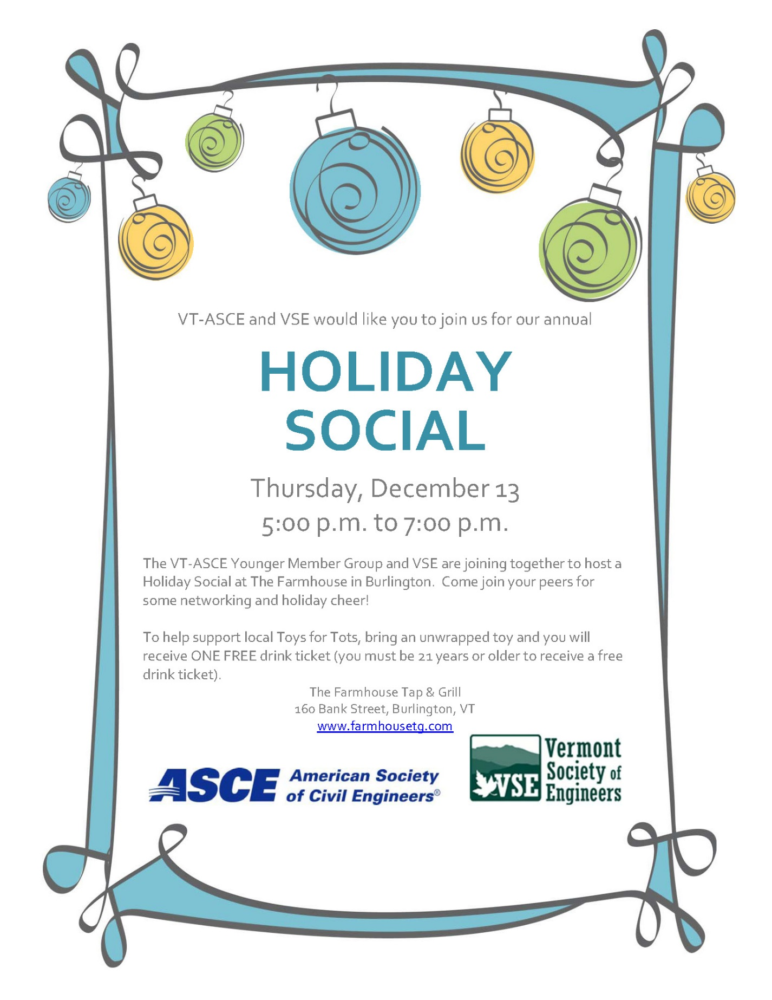 VT-ASCE and VSE would like you to join us for our annual
HOLIDAY
SOCIAL
Thursday, December 13
5:00 p.m. to 7:00 p.m.
The VT-ASCE Younger Member Group and VSE are joining together to host a
Holiday Social at The Farmhouse in Burlington.  Come join your peers for
some networking and holiday cheer!
To help support local Toys for Tots, bring an unwrapped toy and you will
receive ONE FREE drink ticket (you must be 21 years or older to receive a free
drink ticket).
The Farmhouse Tap & Grill
160 Bank Street, Burlington, VT
www.farmhousetg.com
ASCE American Society
of Civil Engineers®
VSE Vermont
Society of
Engineers